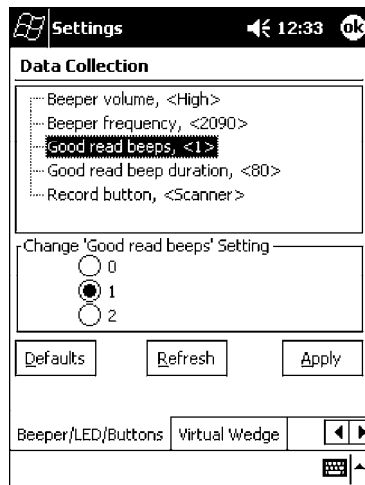 Settings 12:33 ok
Data Collection
Beeper volume, <High>
Beeper frequency, <2090>
Good read beeps, <1>
Good read beep duration, <80>
Record button, <Scanner>
Change 'Good read beeps' Setting
0
1
2
Defaults Refresh Apply
Beeper/LED/Buttons Virtual Wedge